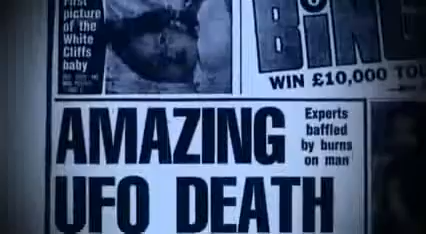 First
picture
of the
White
Cliffs
baby
BiN
WIN £10,000
AMAZING
UFO DEATH
Experts
baffled
by burns
on man